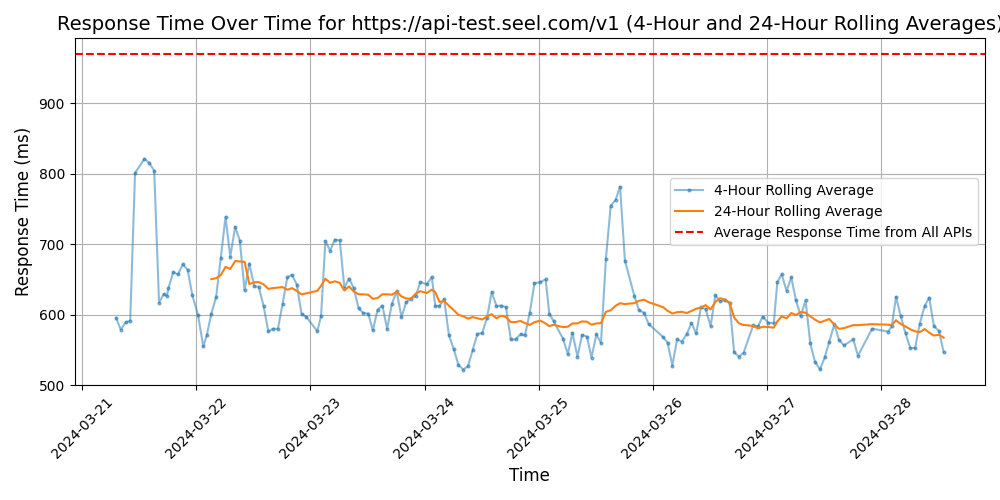 Response Time Over Time for https://api-test.seel.com/v1 (4-Hour and 24-Hour Rolling Averages)
Response Time (ms)
900
800
700
600
500
4-Hour Rolling Average
24-Hour Rolling Average
Average Response Time from All APIs
2024-03-21
2024-03-22
2024-03-23
2024-03-24
2024-03-25
2024-03-26
2024-03-27
2024-03-28
Time